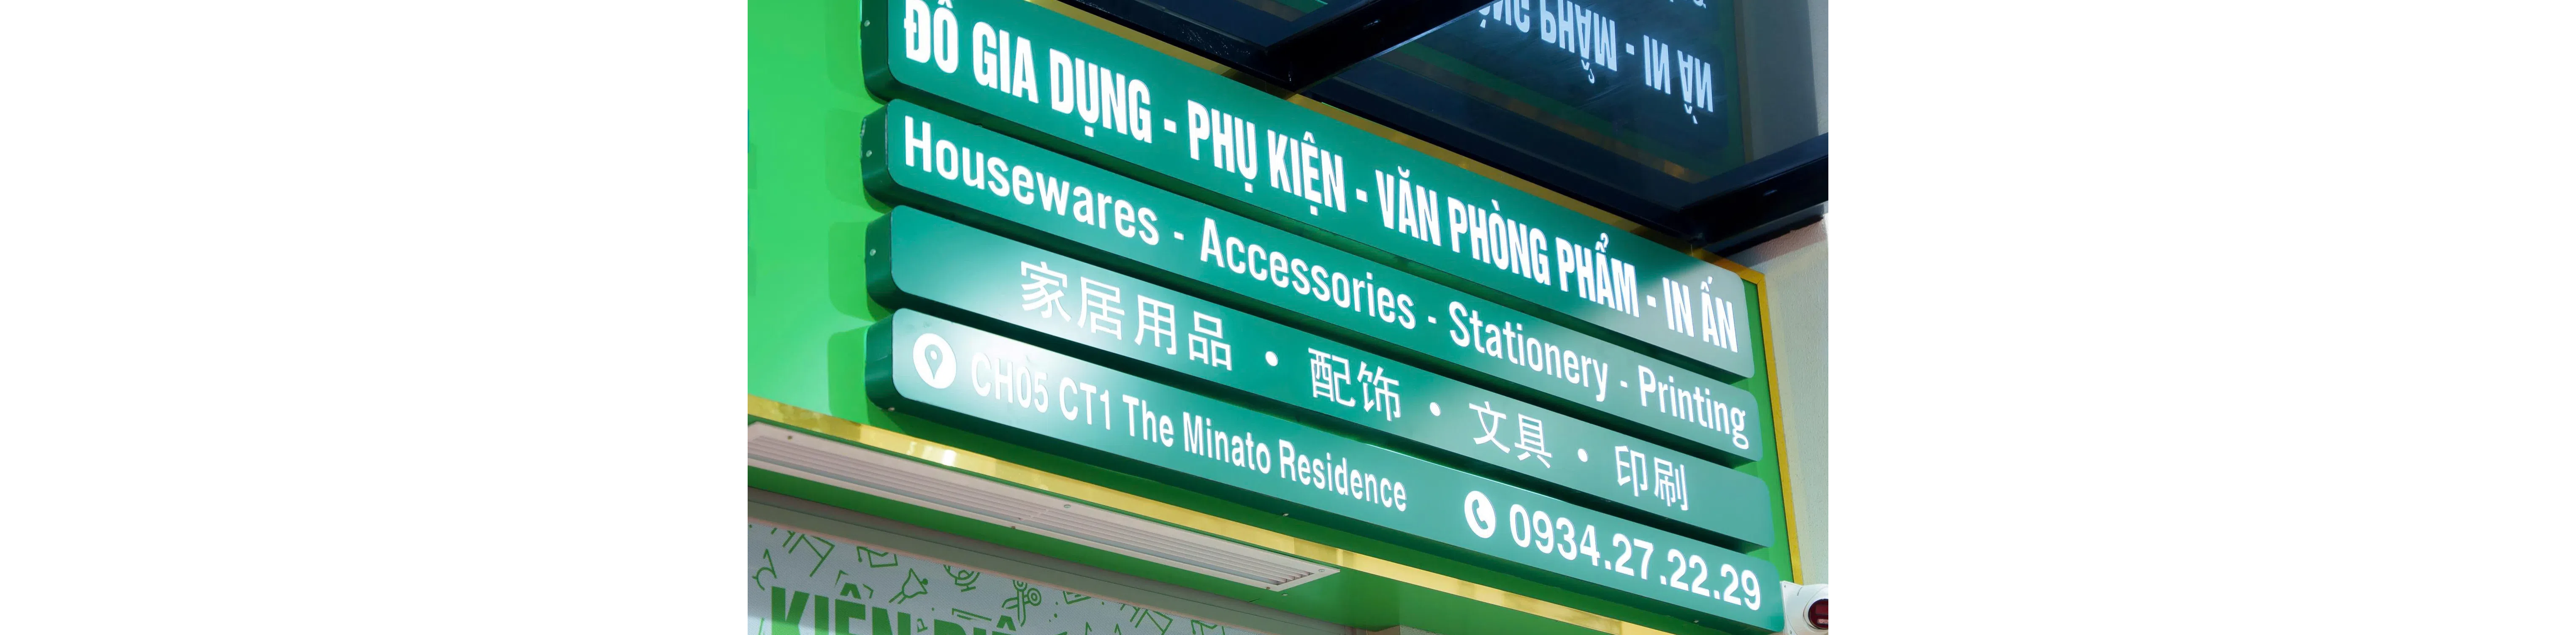 ĐỒ GIA DỤNG - PHỤ KIỆN - VĂN PHÒNG PHẨM - IN ẤN
Housewares - Accessories - Stationery - Printing
家居用品 • 配饰 • 文具 • 印刷
CH05 CT1 The Minato Residence 0934.27.22.29